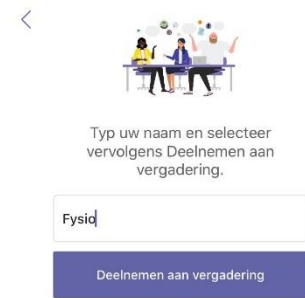 Typ uw naam en selecteer
vervolgens Deelnemen aan
vergadering.
Fysio
Deelnemen aan vergadering